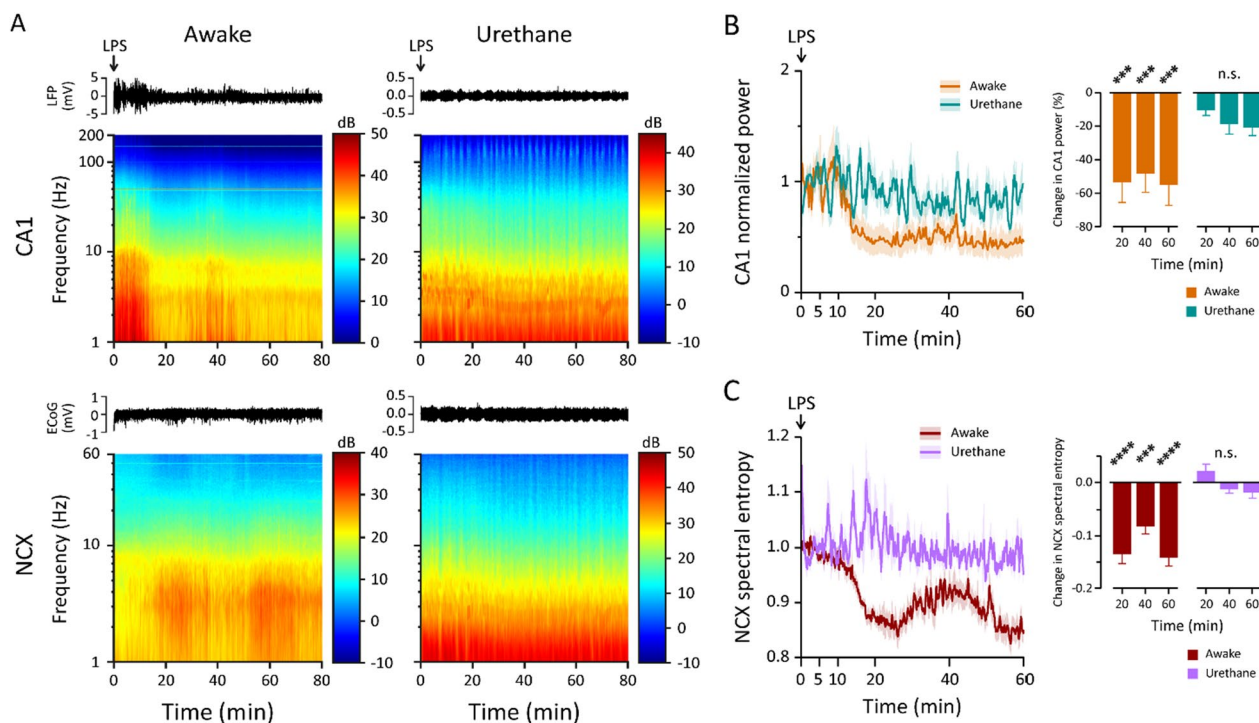 A
Awake
Urethane
LPS
LPS
LFP
(mV)
5
0
-5
0.5
0.0
-0.5
CA1
Frequency (Hz)
200
100
10
1
0 20 40 60 80
dB
50
40
30
20
10
0
0 20 40 60 80
dB
40
30
20
10
0
-10
ECoG
(mV)
1
0
-1
0.5
0.0
-0.5
NCX
Frequency (Hz)
60
10
1
0 20 40 60 80
Time (min)
dB
40
30
20
10
0
-10
0 20 40 60 80
Time (min)
dB
50
40
30
20
10
0
-10
B
LPS
CA1 normalized power
2
1
0
Awake
Urethane
0 5 10 20 40 60
Time (min)
Change in CA1 power (%)
0
-20
-40
-60
-80
*** *** ***
n.s.
20 40 60
20 40 60
Time (min)
Awake
Urethane
C
LPS
NCX spectral entropy
1.2
1.1
1.0
0.9
0.8
Awake
Urethane
0 5 10 20 40 60
Time (min)
Change in NCX spectral entropy
0.0
-0.1
-0.2
**** *** ****
n.s.
20 40 60
20 40 60
Time (min)
Awake
Urethane